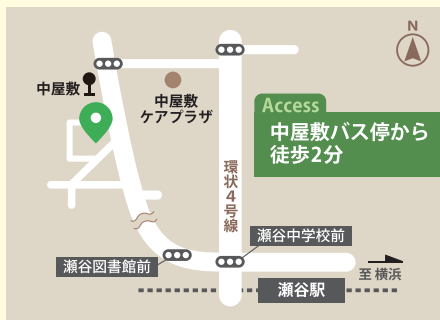 N
中屋敷
中屋敷
ケアプラザ
Access
中屋敷バス停から
徒歩2分
環状4号線
瀬谷中学校前
瀬谷図書館前
至 横浜
瀬谷駅